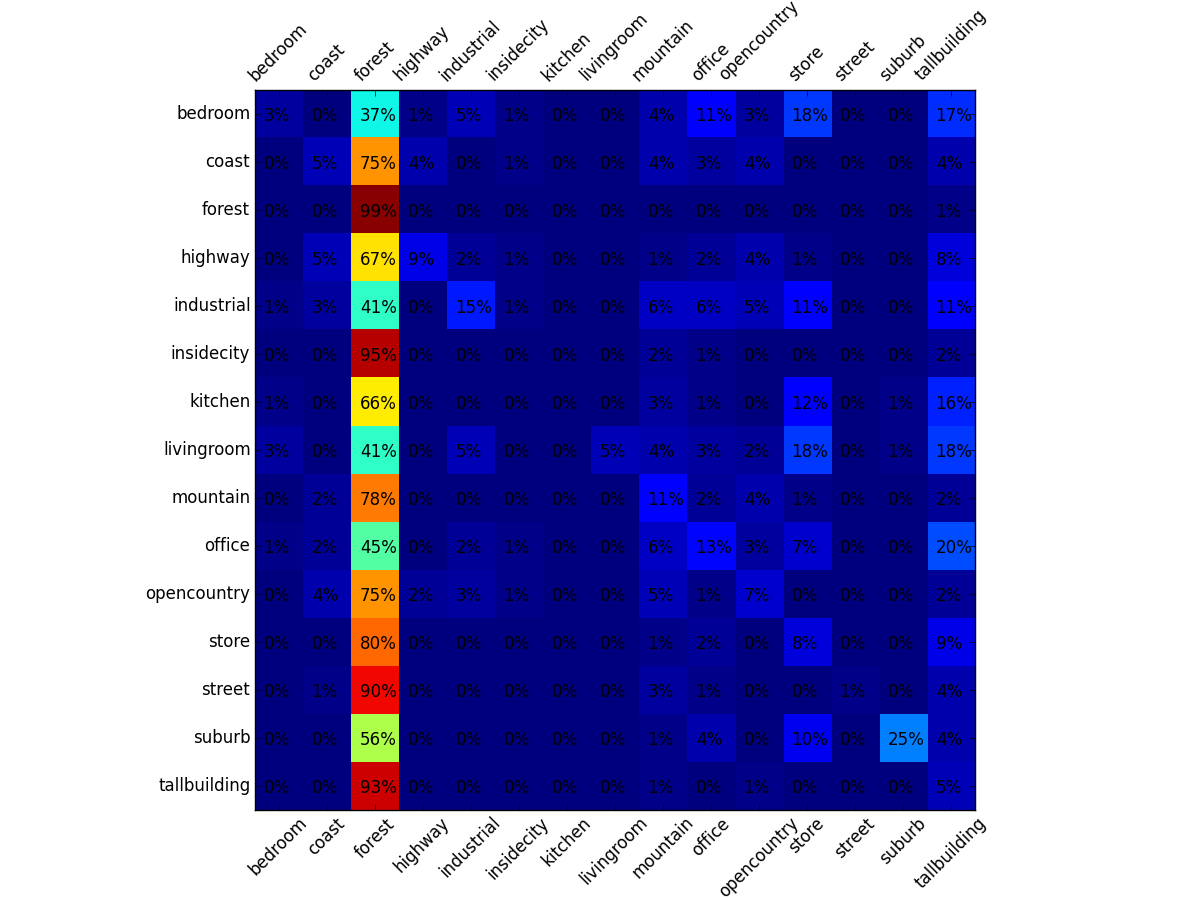 bedroom coast forest highway industrial insidecity kitchen livingroom mountain office opencountry store street suburb tallbuilding
bedroom 3% 0% 37% 1% 5% 1% 0% 0% 4% 11% 3% 18% 0% 0% 17%
coast 0% 5% 75% 4% 0% 1% 0% 0% 4% 3% 4% 0% 0% 0% 4%
forest 0% 0% 99% 0% 0% 0% 0% 0% 0% 0% 0% 0% 0% 0% 1%
highway 0% 5% 67% 9% 2% 1% 0% 0% 1% 2% 4% 1% 0% 0% 8%
industrial 1% 3% 41% 0% 15% 1% 0% 0% 6% 6% 5% 11% 0% 0% 11%
insidecity 0% 0% 95% 0% 0% 0% 0% 0% 2% 1% 0% 0% 0% 0% 2%
kitchen 1% 0% 66% 0% 0% 0% 0% 0% 3% 1% 0% 12% 0% 1% 16%
livingroom 3% 0% 41% 0% 5% 0% 0% 5% 4% 3% 2% 18% 0% 1% 18%
mountain 0% 2% 78% 0% 0% 0% 0% 0% 11% 2% 4% 1% 0% 0% 2%
office 1% 2% 45% 0% 2% 1% 0% 0% 6% 13% 3% 7% 0% 0% 20%
opencountry 0% 4% 75% 2% 3% 1% 0% 0% 5% 1% 7% 0% 0% 0% 2%
store 0% 0% 80% 0% 0% 0% 0% 0% 1% 2% 0% 8% 0% 0% 9%
street 0% 1% 90% 0% 0% 0% 0% 0% 3% 1% 0% 0% 1% 0% 4%
suburb 0% 0% 56% 0% 0% 0% 0% 0% 1% 4% 0% 10% 0% 25% 4%
tallbuilding 0% 0% 93% 0% 0% 0% 0% 0% 1% 0% 1% 0% 0% 0% 5%
bedroom coast forest highway industrial insidecity kitchen livingroom mountain office opencountry store street suburb tallbuilding